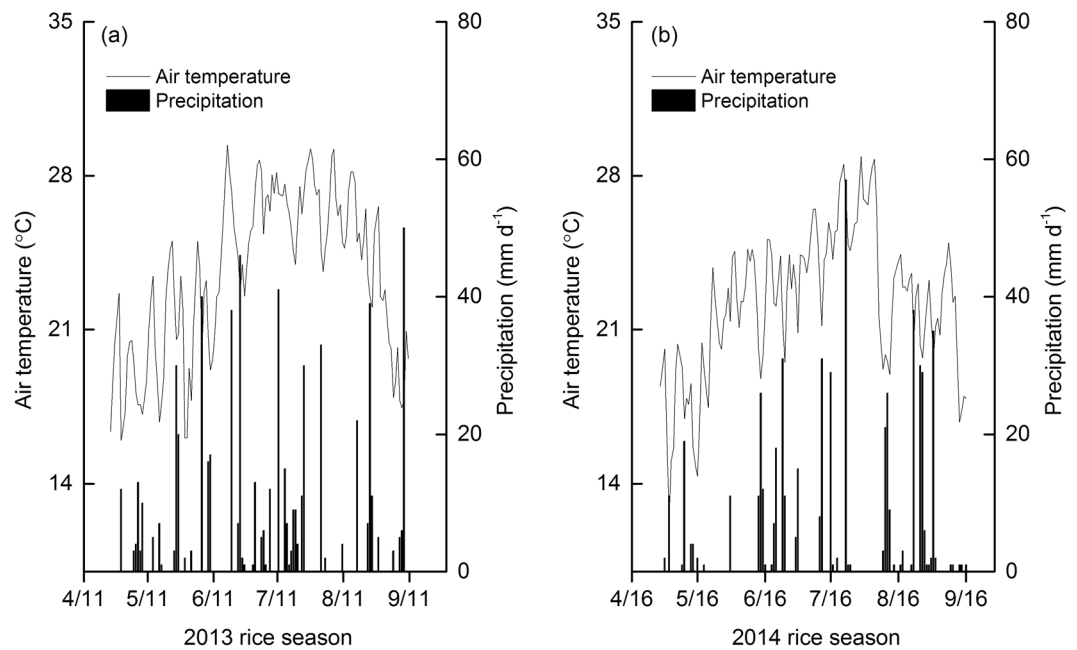 (a)
Air temperature
Precipitation
35
28
21
14
Air temperature (°C)
80
60
40
20
0
Precipitation (mm d⁻¹)
4/11 5/11 6/11 7/11 8/11 9/11
2013 rice season
(b)
Air temperature
Precipitation
35
28
21
14
Air temperature (°C)
80
60
40
20
0
Precipitation (mm d⁻¹)
4/16 5/16 6/16 7/16 8/16 9/16
2014 rice season